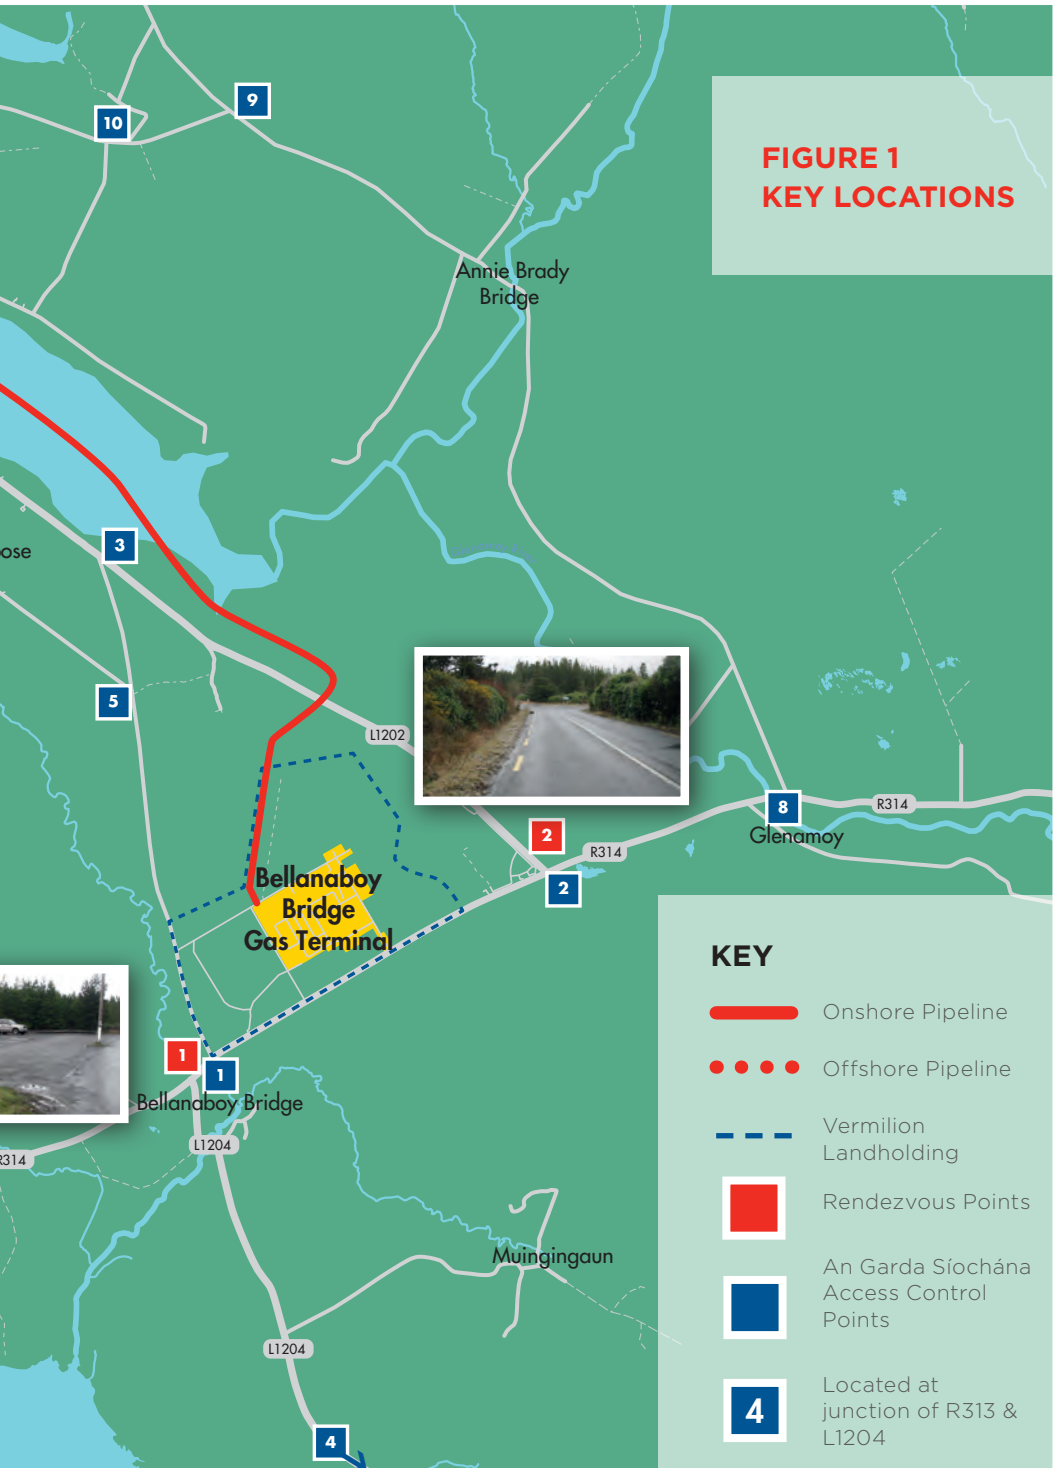 9
10
FIGURE 1
KEY LOCATIONS
Annie Brady
Bridge
3
5
L1202
2
R314
2
8
R314
Glenamoy
Bellanaboy
Bridge
Gas Terminal
1
1
Bellanaboy Bridge
L1204
Muingingaun
L1204
4
KEY
Onshore Pipeline
Offshore Pipeline
Vermilion
Landholding
Rendezvous Points
An Garda Síochána
Access Control
Points
4
Located at
junction of R313 &
L1204